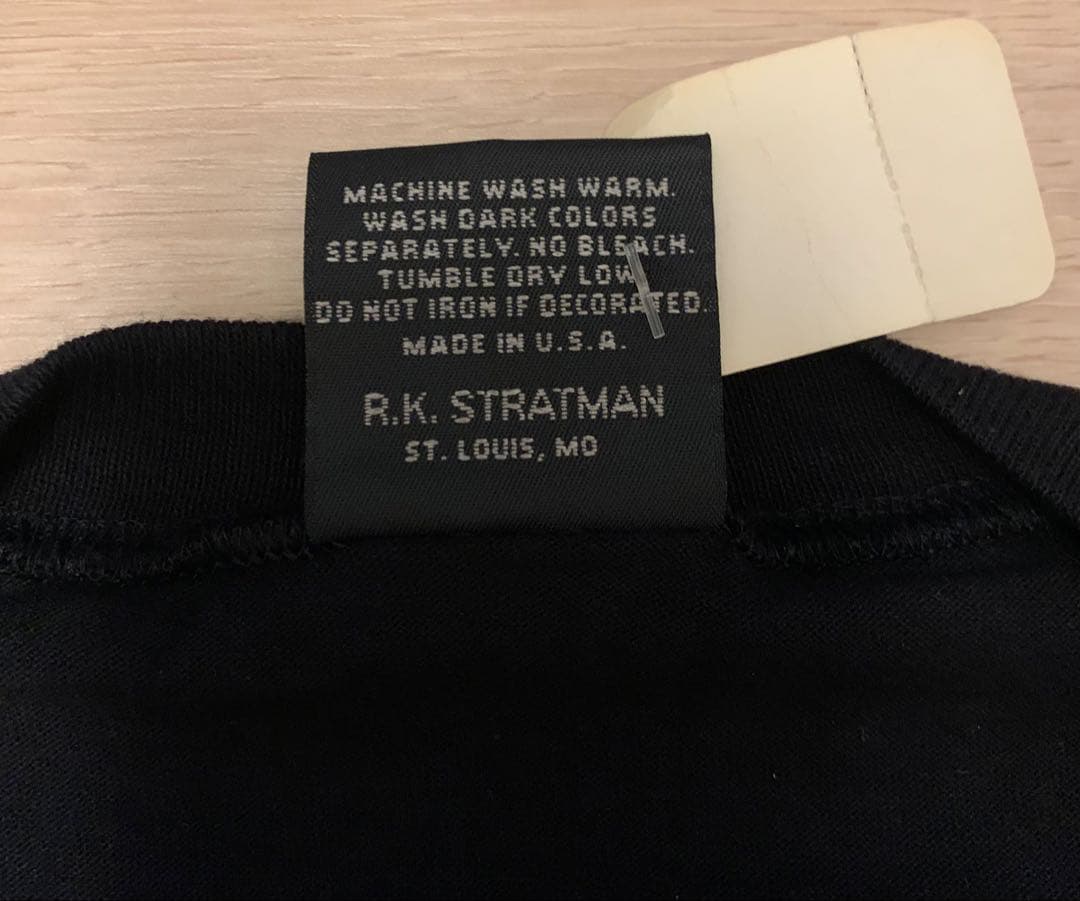 MACHINE WASH WARM.
WASH DARK COLORS
SEPARATELY. NO BLEACH.
TUMBLE DRY LOW
DO NOT IRON IF DECORATED.
MADE IN U.S.A.
R.K. STRATMAN
ST. LOUIS, MO